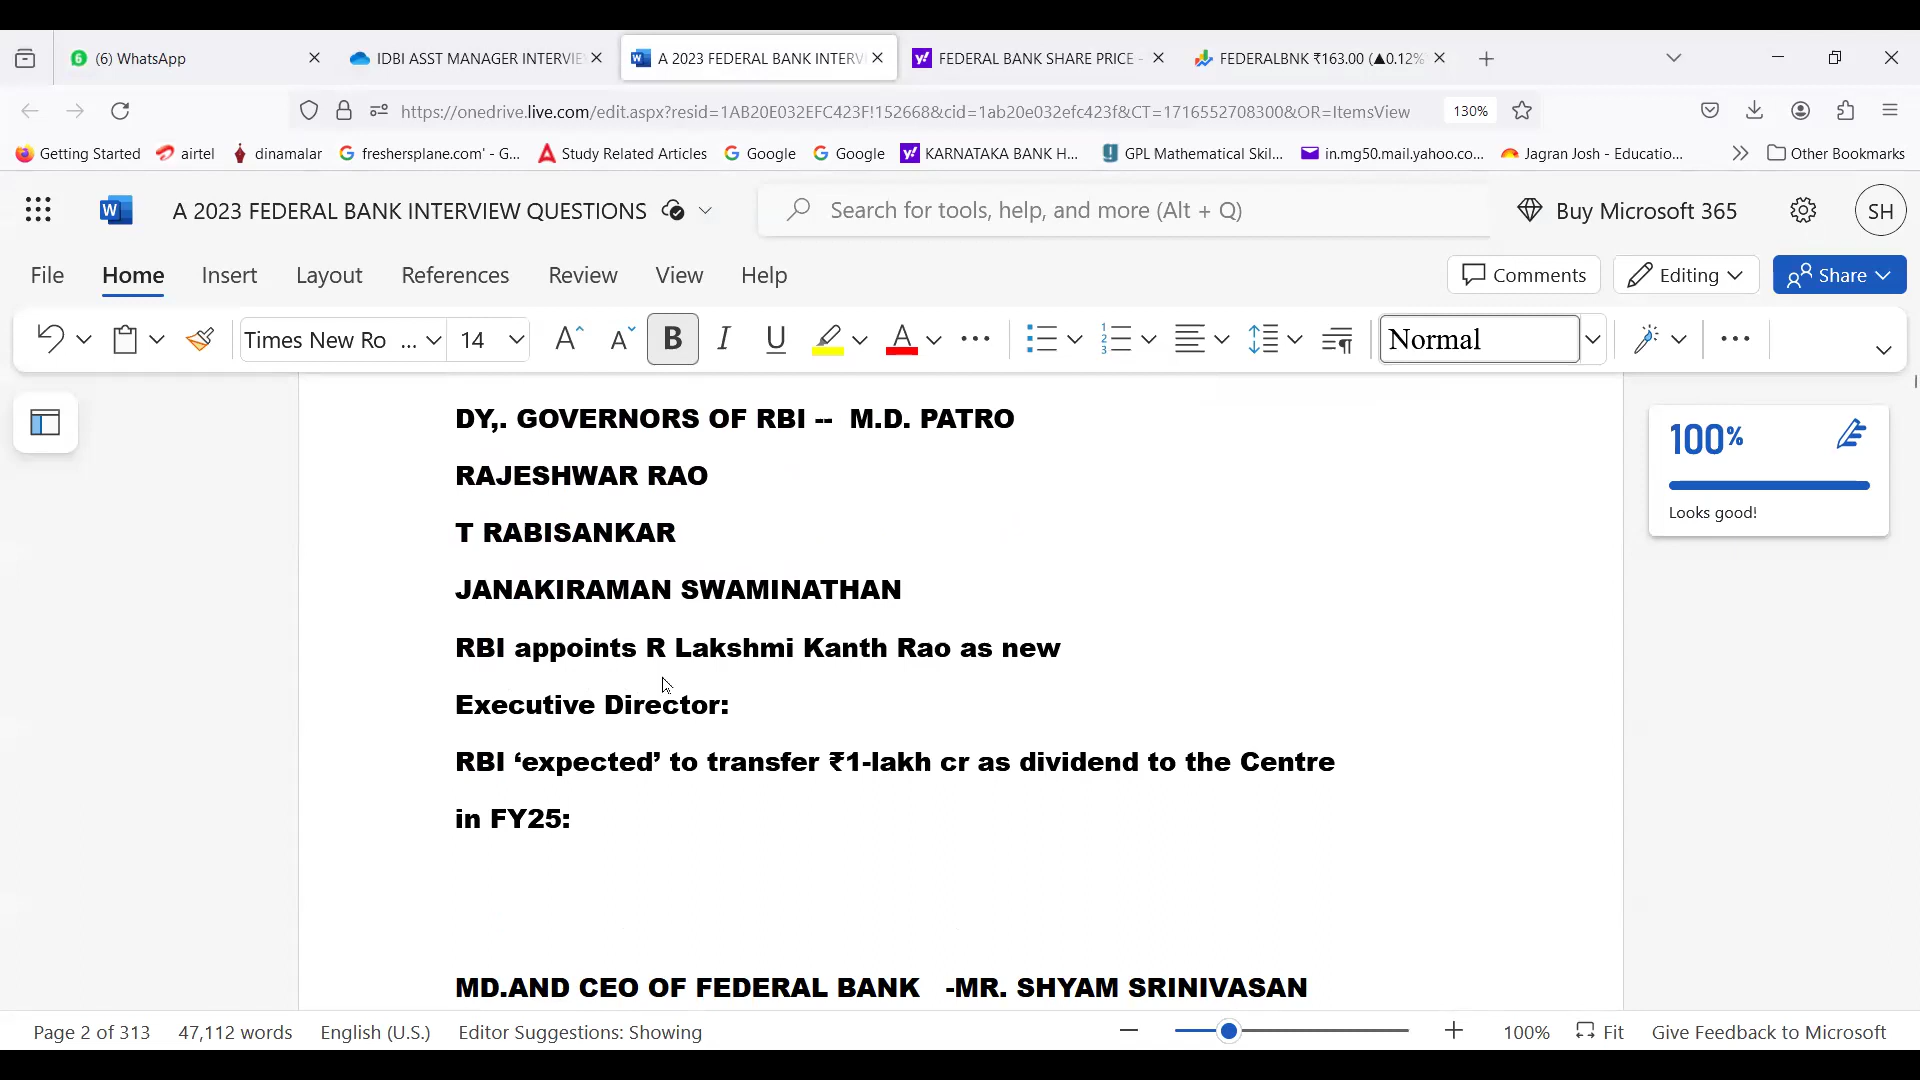 (6) WhatsApp
IDBI ASST MANAGER INTERVIE
A 2023 FEDERAL BANK INTERV
FEDERAL BANK SHARE PRICE -
FEDERALBNK ₹163.00 (▲0.12%
https://onedrive.live.com/edit.aspx?resid=1AB20E032EFC423F!152668&cid=1ab20e032efc423f&CT=1716552708300&OR=ItemsView
130%
Getting Started
airtel
dinamalar
freshersplane.com' - G...
Study Related Articles
Google
Google
KARNATAKA BANK H...
GPL Mathematical Skil...
in.mg50.mail.yahoo.co...
Jagran Josh - Educatio...
Other Bookmarks
A 2023 FEDERAL BANK INTERVIEW QUESTIONS
Search for tools, help, and more (Alt + Q)
Buy Microsoft 365
SH
File
Home
Insert
Layout
References
Review
View
Help
Comments
Editing
Share
Times New Ro ...
14
Normal
DY,. GOVERNORS OF RBI -- M.D. PATRO
RAJESHWAR RAO
T RABISANKAR
JANAKIRAMAN SWAMINATHAN
RBI appoints R Lakshmi Kanth Rao as new
Executive Director:
RBI ‘expected’ to transfer ₹1-lakh cr as dividend to the Centre
in FY25:
MD.AND CEO OF FEDERAL BANK -MR. SHYAM SRINIVASAN
100%
Looks good!
Page 2 of 313
47,112 words
English (U.S.)
Editor Suggestions: Showing
100%
Fit
Give Feedback to Microsoft